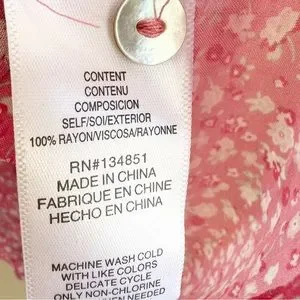 CONTENT
CONTENU
COMPOSICION
SELF/SOI/EXTERIOR
100% RAYON/VISCOSA/RAYONNE
RN#134851
MADE IN CHINA
FABRIQUE EN CHINE
HECHO EN CHINA
MACHINE WASH COLD
WITH LIKE COLORS
DELICATE CYCLE
ONLY NON-CHLORINE
NEEDED